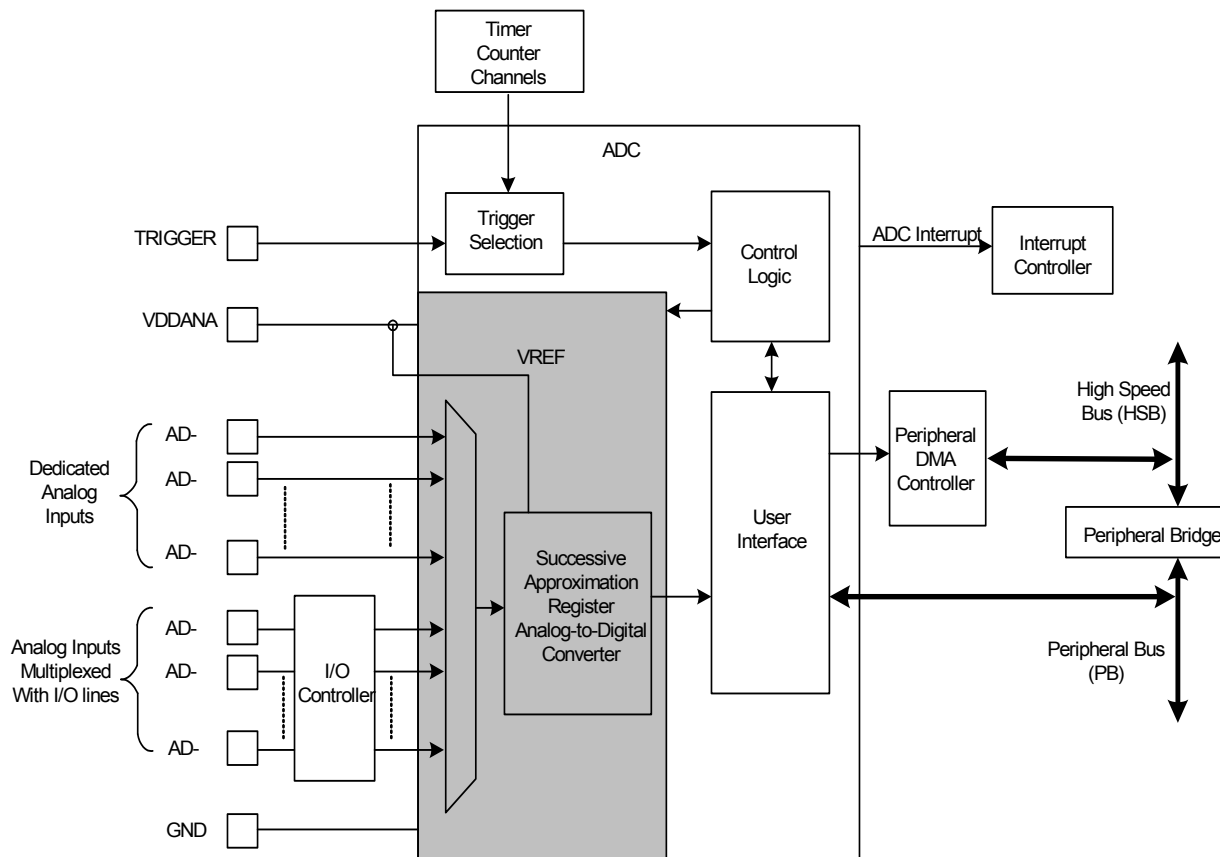 Timer
Counter
Channels
ADC
TRIGGER
Trigger
Selection
Control
Logic
ADC Interrupt
Interrupt
Controller
VDDANA
VREF
High Speed
Bus (HSB)
Dedicated
Analog
Inputs
AD-
AD-
AD-
Peripheral
DMA
Controller
User
Interface
Peripheral Bridge
Successive
Approximation
Register
Analog-to-Digital
Converter
Analog Inputs
Multiplexed
With I/O lines
AD-
AD-
AD-
I/O
Controller
Peripheral Bus
(PB)
GND